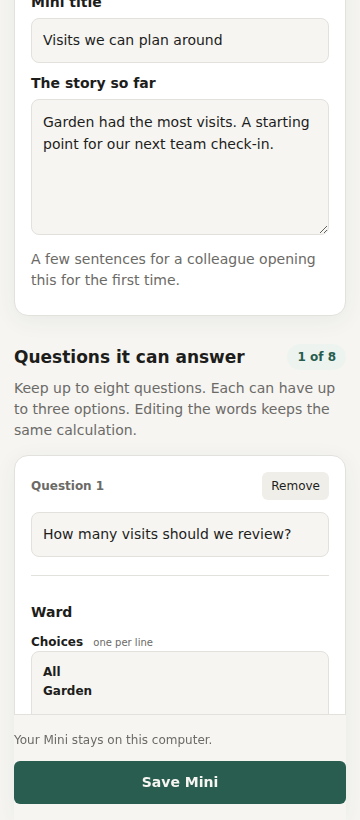 Mini title
Visits we can plan around
The story so far
Garden had the most visits. A starting
point for our next team check-in.
A few sentences for a colleague opening
this for the first time.
Questions it can answer
1 of 8
Keep up to eight questions. Each can have up
to three options. Editing the words keeps the
same calculation.
Question 1
Remove
How many visits should we review?
Ward
Choices one per line
All
Garden
Your Mini stays on this computer.
Save Mini